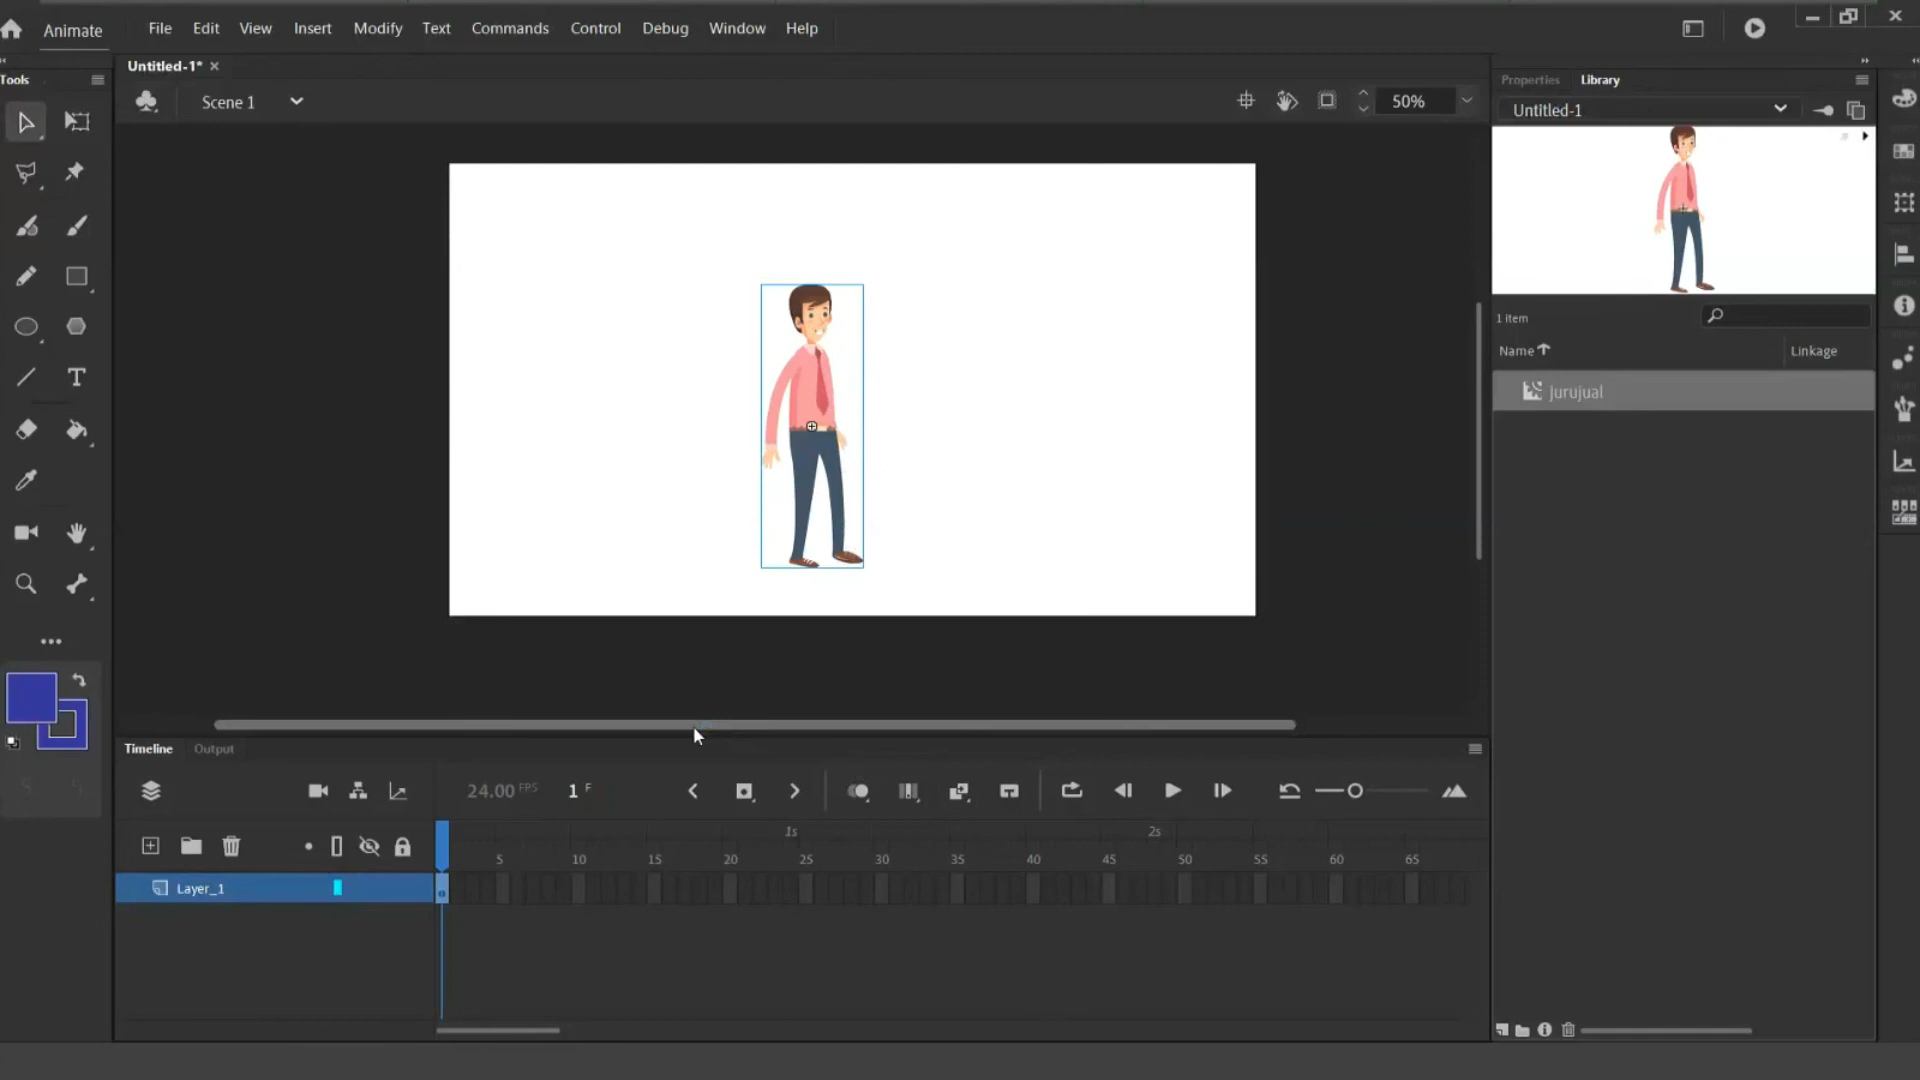 Animate File Edit View Insert Modify Text Commands Control Debug Window Help
Untitled-1*
Tools
Scene 1
50%
Properties Library
Untitled-1
1 item
Name Linkage
jurujual
Timeline Output
24.00 FPS 1 F
1s 2s
5 10 15 20 25 30 35 40 45 50 55 60 65
Layer_1